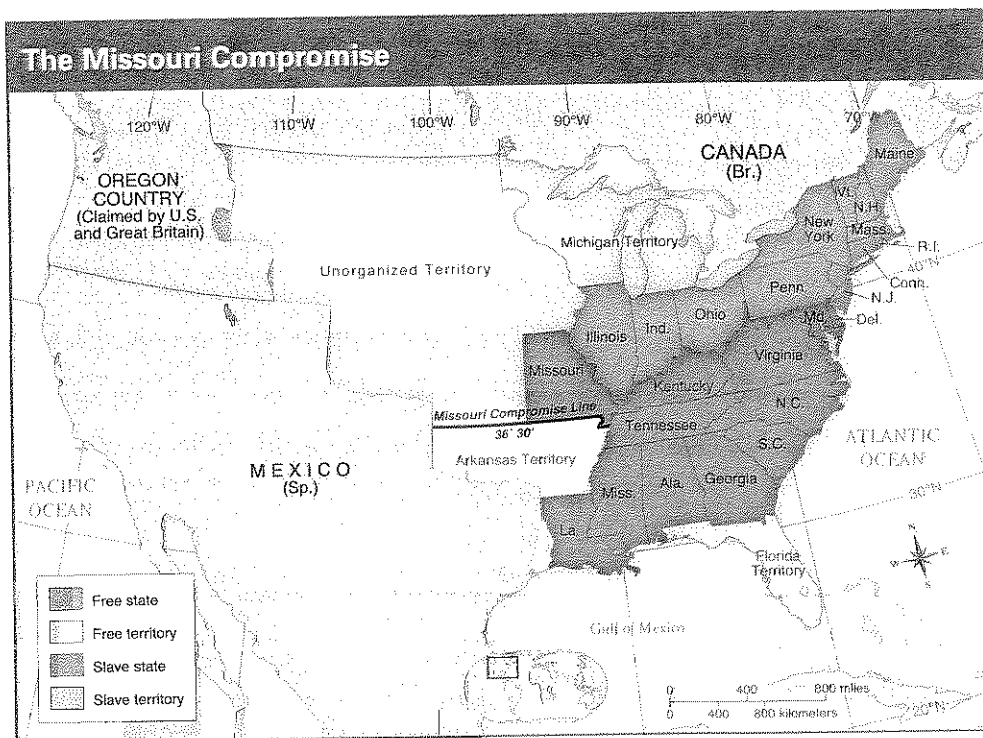 The Missouri Compromise
120°W
110°W
100°W
90°W
80°W
70°W
OREGON
COUNTRY
(Claimed by U.S.
and Great Britain)
CANADA
(Br.)
Maine
Vt.
N.H.
New
York
Mass.
R.I.
40°N
Conn.
Michigan Territory
Unorganized Territory
Penn.
N.J.
Ohio
Ind.
Illinois
Md.
Del.
Virginia
Missouri
Kentucky
N.C.
Missouri Compromise Line
36° 30'
Tennessee
S.C.
Arkansas Territory
ATLANTIC
OCEAN
MEXICO
(Sp.)
PACIFIC
OCEAN
Miss.
Ala.
Georgia
30°N
La.
Florida
Territory
N
W
E
S
Gulf of Mexico
Free state
Free territory
Slave state
Slave territory
0 400 800 miles
0 400 800 kilometers
20°N